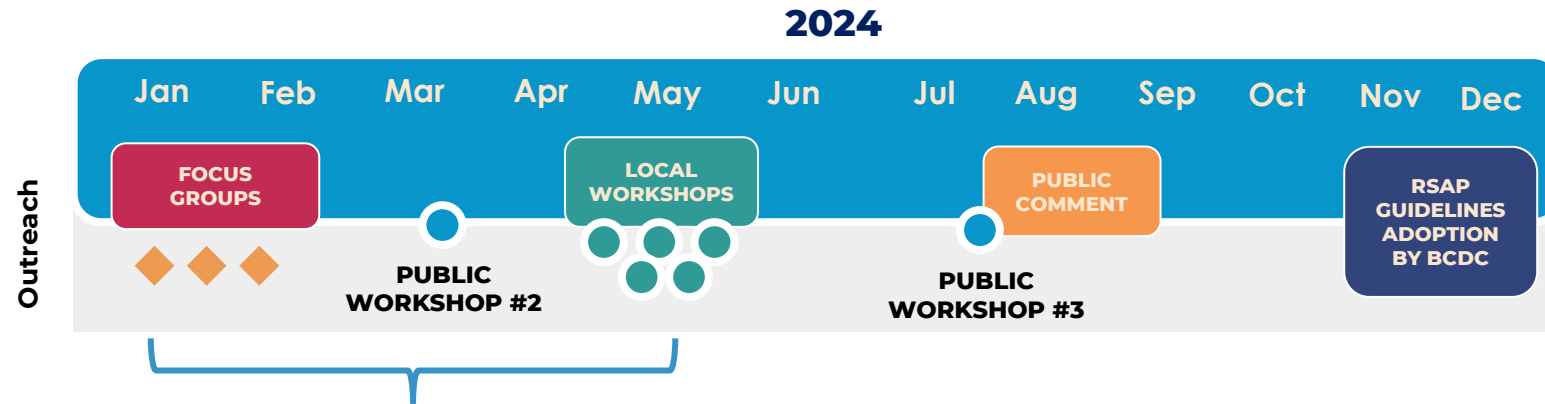 2024
Jan Feb Mar Apr May Jun Jul Aug Sep Oct Nov Dec
Outreach
FOCUS
GROUPS
PUBLIC
WORKSHOP #2
LOCAL
WORKSHOPS
PUBLIC
WORKSHOP #3
PUBLIC
COMMENT
RSAP
GUIDELINES
ADOPTION
BY BCDC